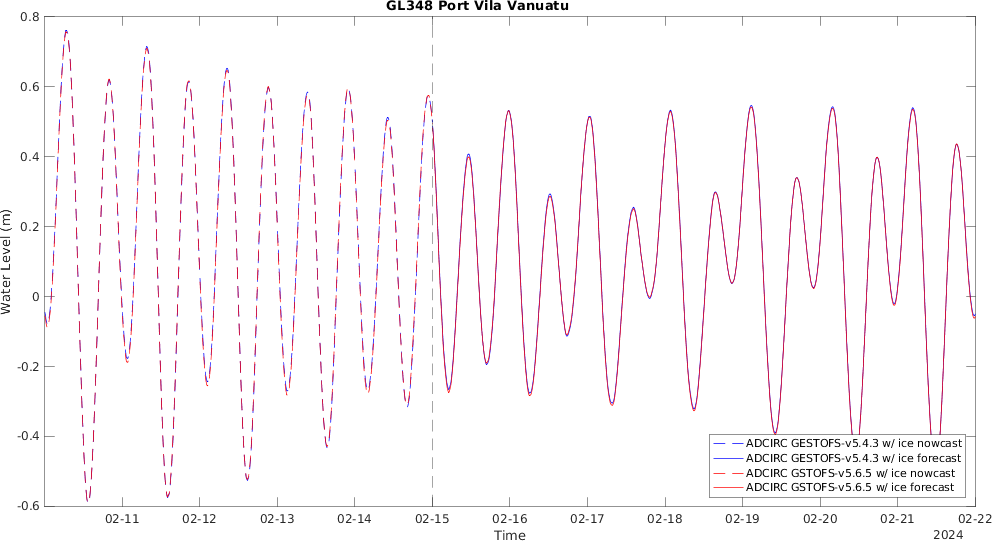 GL348 Port Vila Vanuatu
0.8
0.6
0.4
0.2
0
-0.2
-0.4
-0.6
Water Level (m)
ADCIRC GESTOFS-v5.4.3 w/ ice nowcast
ADCIRC GESTOFS-v5.4.3 w/ ice forecast
ADCIRC GSTOFS-v5.6.5 w/ ice nowcast
ADCIRC GSTOFS-v5.6.5 w/ ice forecast
02-11 02-12 02-13 02-14 02-15 02-16 02-17 02-18 02-19 02-20 02-21 02-22
Time
2024